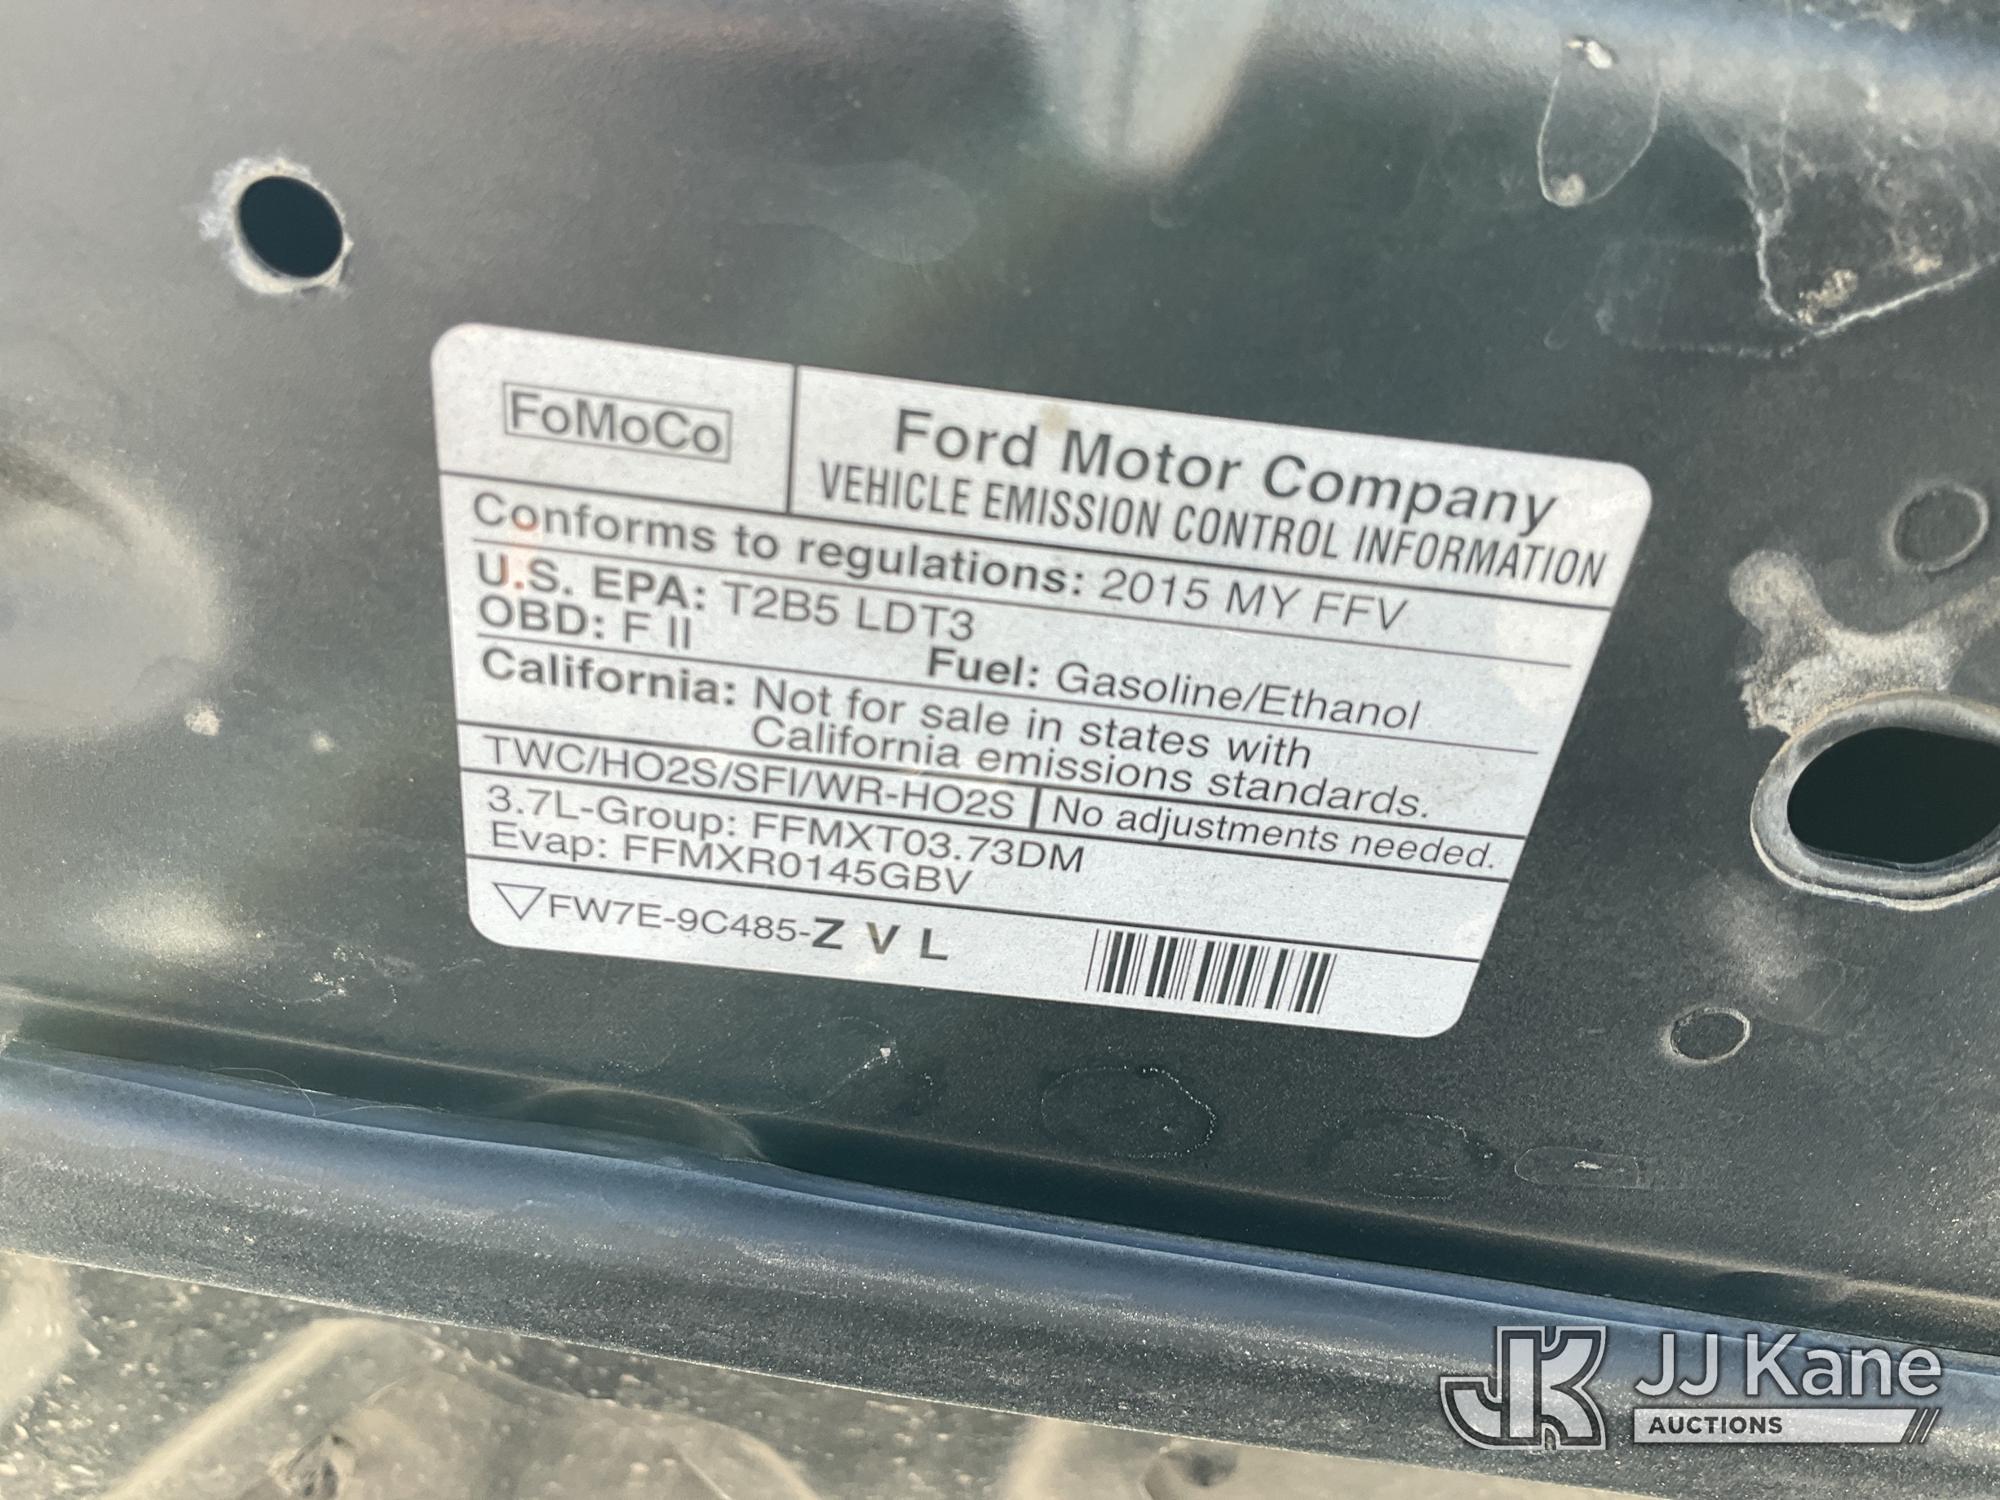 FoMoCo
Ford Motor Company
VEHICLE EMISSION CONTROL INFORMATION
Conforms to regulations: 2015 MY FFV
U.S. EPA: T2B5 LDT3
OBD: F II
Fuel: Gasoline/Ethanol
California: Not for sale in states with
California emissions standards.
TWC/HO2S/SFI/WR-HO2S
No adjustments needed.
3.7L-Group: FFMXT03.73DM
Evap: FFMXR0145GBV
FW7E-9C485-Z V L
JK
JJ Kane
AUCTIONS